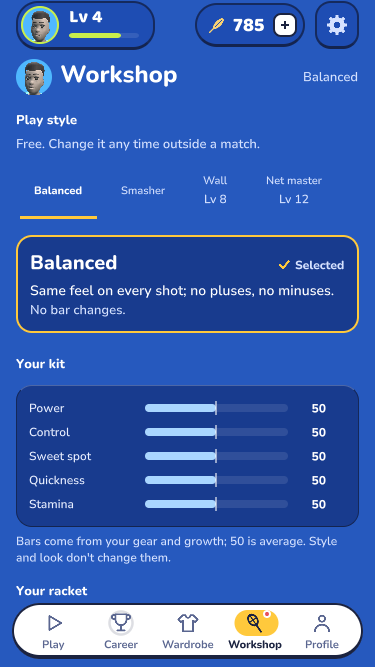 Lv 4
785 +
Workshop
Balanced
Play style
Free. Change it any time outside a match.
Balanced
Smasher
Wall
Lv 8
Net master
Lv 12
Balanced
Selected
Same feel on every shot; no pluses, no minuses.
No bar changes.
Your kit
Power 50
Control 50
Sweet spot 50
Quickness 50
Stamina 50
Bars come from your gear and growth; 50 is average. Style
and look don't change them.
Your racket
Play
Career
Wardrobe
Workshop
Profile